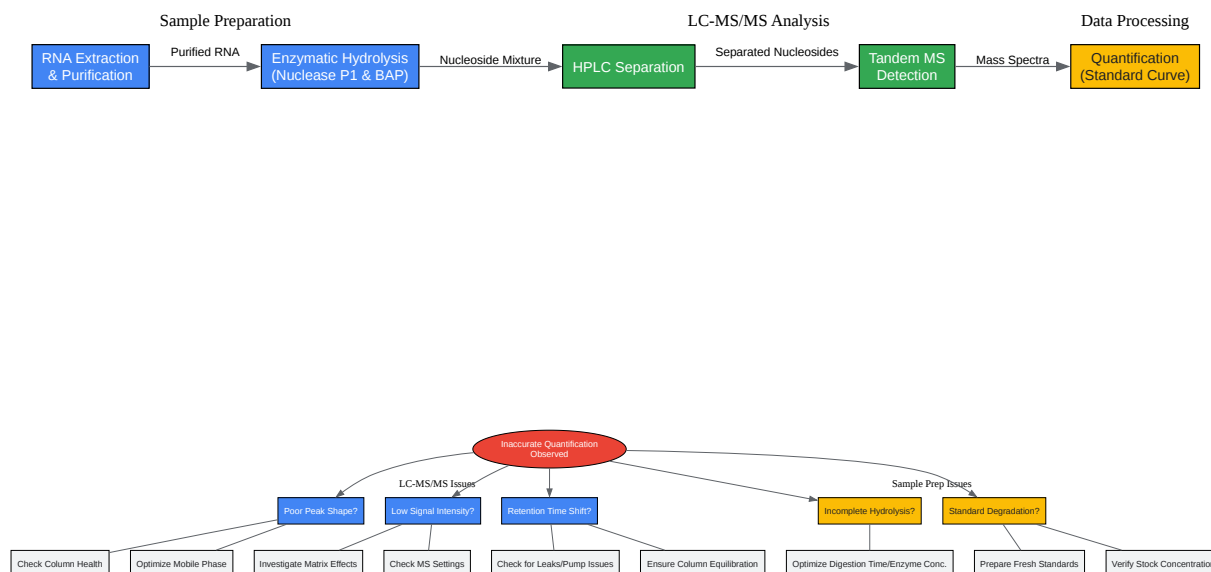 Sample Preparation
LC-MS/MS Analysis
Data Processing
RNA Extraction
& Purification
Purified RNA
Enzymatic Hydrolysis
(Nuclease P1 & BAP)
Nucleoside Mixture
HPLC Separation
Separated Nucleosides
Tandem MS
Detection
Mass Spectra
Quantification
(Standard Curve)
Inaccurate Quantification
Observed
LC-MS/MS Issues
Sample Prep Issues
Poor Peak Shape?
Low Signal Intensity?
Retention Time Shift?
Incomplete Hydrolysis?
Standard Degradation?
Check Column Health
Optimize Mobile Phase
Investigate Matrix Effects
Check MS Settings
Check for Leaks/Pump Issues
Ensure Column Equilibration
Optimize Digestion Time/Enzyme Conc.
Prepare Fresh Standards
Verify Stock Concentration